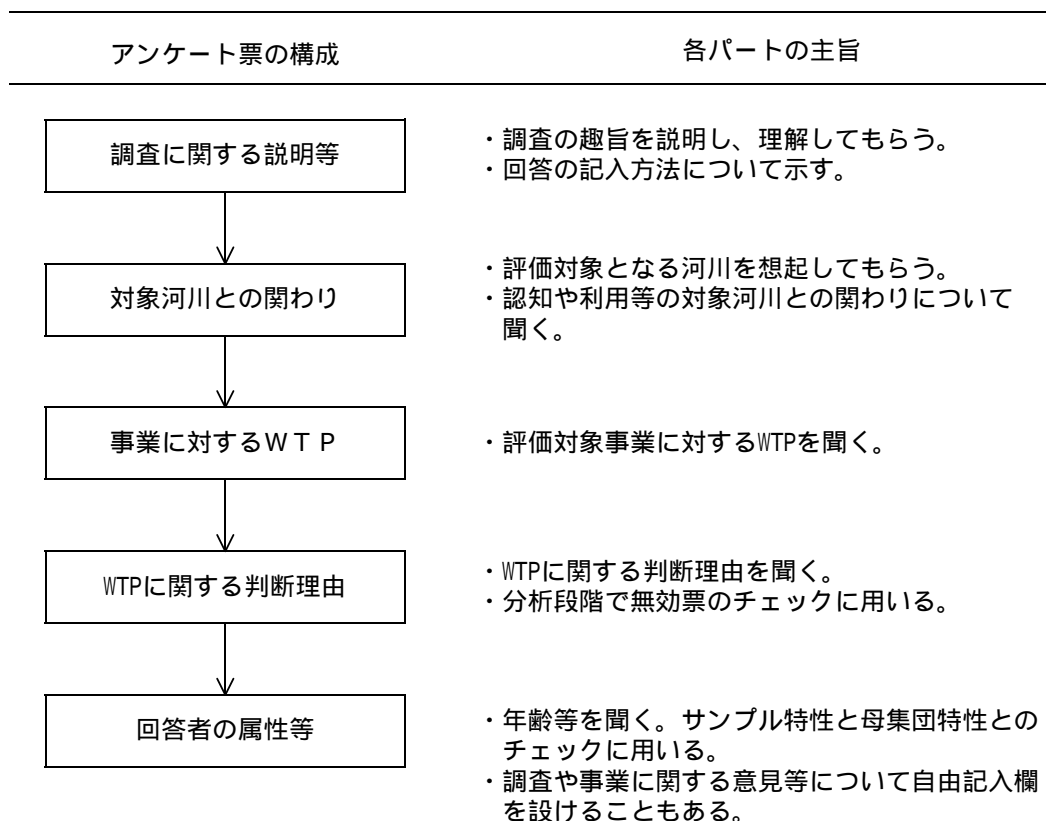 アンケート票の構成
各パートの主旨
調査に関する説明等
・調査の趣旨を説明し、理解してもらう。
・回答の記入方法について示す。
対象河川との関わり
・評価対象となる河川を想起してもらう。
・認知や利用等の対象河川との関わりについて
聞く。
事業に対するWTP
・評価対象事業に対するWTPを聞く。
WTPに関する判断理由
・WTPに関する判断理由を聞く。
・分析段階で無効票のチェックに用いる。
回答者の属性等
・年齢等を聞く。サンプル特性と母集団特性との
チェックに用いる。
・調査や事業に関する意見等について自由記入欄
を設けることもある。